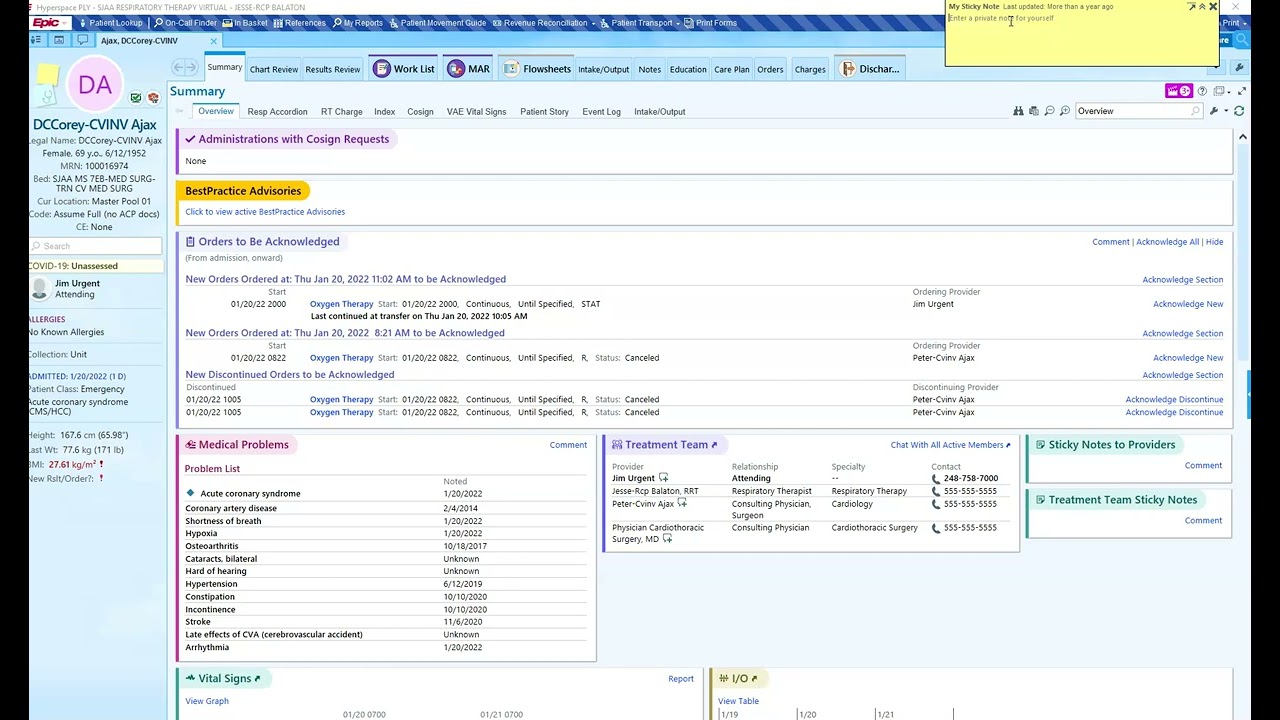 Hyperspace PLY - SJAA RESPIRATORY THERAPY VIRTUAL - JESSE-RCP BALATON
My Sticky Note Last updated: More than a year ago
Enter a private note for yourself
Epic Patient Lookup On-Call Finder In Basket References My Reports Patient Movement Guide Revenue Reconciliation Patient Transport Print Forms Print
Ajax, DCCorey-CVINV
DA
Summary Chart Review Results Review Work List MAR Flowsheets Intake/Output Notes Education Care Plan Orders Charges Dischar...
Summary
Overview Resp Accordion RT Charge Index Cosign VAE Vital Signs Patient Story Event Log Intake/Output Overview
DCCorey-CVINV Ajax
Legal Name: DCCorey-CVINV Ajax
Female, 69 y.o., 6/12/1952
MRN: 100016974
Bed: SJAA MS 7EB-MED SURG-
TRN CV MED SURG
Cur Location: Master Pool 01
Code: Assume Full (no ACP docs)
CE: None
Search
COVID-19: Unassessed
Jim Urgent
Attending
ALLERGIES
No Known Allergies
Collection: Unit
ADMITTED: 1/20/2022 (1 D)
Patient Class: Emergency
Acute coronary syndrome
(CMS/HCC)
Height: 167.6 cm (65.98")
Last Wt: 77.6 kg (171 lb)
BMI: 27.61 kg/m² !
New Rslt/Order?: !
Administrations with Cosign Requests
None
BestPractice Advisories
Click to view active BestPractice Advisories
Orders to Be Acknowledged Comment | Acknowledge All | Hide
(From admission, onward)
New Orders Ordered at: Thu Jan 20, 2022 11:02 AM to be Acknowledged Acknowledge Section
Start Ordering Provider
01/20/22 2000 Oxygen Therapy Start: 01/20/22 2000, Continuous, Until Specified, STAT Jim Urgent Acknowledge New
Last continued at transfer on Thu Jan 20, 2022 10:05 AM
New Orders Ordered at: Thu Jan 20, 2022 8:21 AM to be Acknowledged Acknowledge Section
Start Ordering Provider
01/20/22 0822 Oxygen Therapy Start: 01/20/22 0822, Continuous, Until Specified, R, Status: Canceled Peter-Cvinv Ajax Acknowledge New
New Discontinued Orders to be Acknowledged Acknowledge Section
Discontinued Discontinuing Provider
01/20/22 1005 Oxygen Therapy Start: 01/20/22 0822, Continuous, Until Specified, R, Status: Canceled Peter-Cvinv Ajax Acknowledge Discontinue
01/20/22 1005 Oxygen Therapy Start: 01/20/22 0822, Continuous, Until Specified, R, Status: Canceled Peter-Cvinv Ajax Acknowledge Discontinue
Medical Problems Comment
Problem List
Noted
Acute coronary syndrome 1/20/2022
Coronary artery disease 2/4/2014
Shortness of breath 1/20/2022
Hypoxia 1/20/2022
Osteoarthritis 10/18/2017
Cataracts, bilateral Unknown
Hard of hearing Unknown
Hypertension 6/12/2019
Constipation 10/10/2020
Incontinence 10/10/2020
Stroke 11/6/2020
Late effects of CVA (cerebrovascular accident) Unknown
Arrhythmia 1/20/2022
Treatment Team Chat With All Active Members
Provider Relationship Specialty Contact
Jim Urgent Attending -- 248-758-7000
Jesse-Rcp Balaton, RRT Respiratory Therapist Respiratory Therapy 555-555-5555
Peter-Cvinv Ajax Consulting Physician, Cardiology 555-555-5555
Surgeon
Physician Cardiothoracic Consulting Physician Cardiothoracic Surgery 555-555-5555
Surgery, MD
Sticky Notes to Providers
Comment
Treatment Team Sticky Notes
Comment
Vital Signs Report
View Graph
01/20 0700 01/21 0700
I/O
View Table
1/19 1/20 1/21